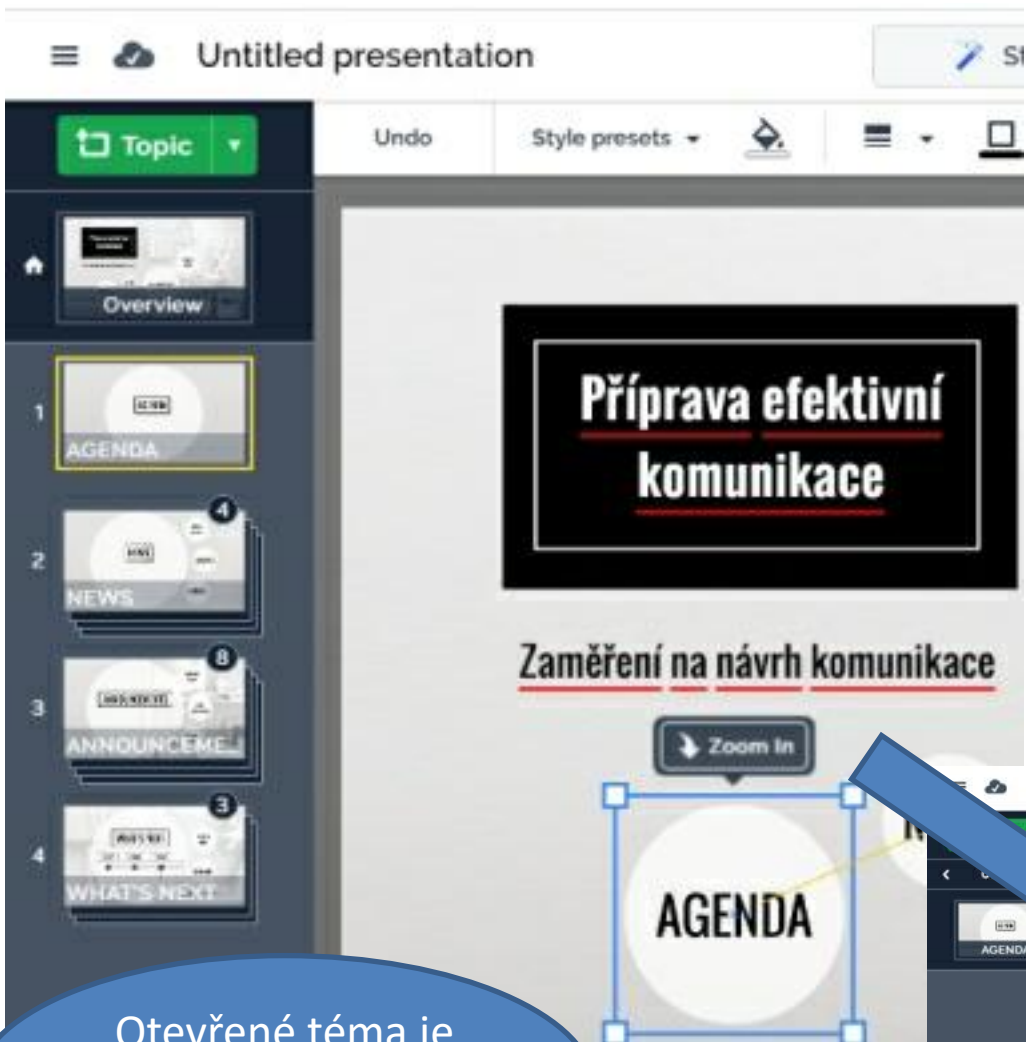 Untitled presentation
St
Topic
Undo
Style presets
Overview
1
AGENDA
4
2
NEWS
8
3
ANNOUNCEME...
3
4
WHAT'S NEXT
Příprava efektivní
komunikace
Zaměření na návrh komunikace
Zoom In
AGENDA
N
AGENDA
Otevřené téma je